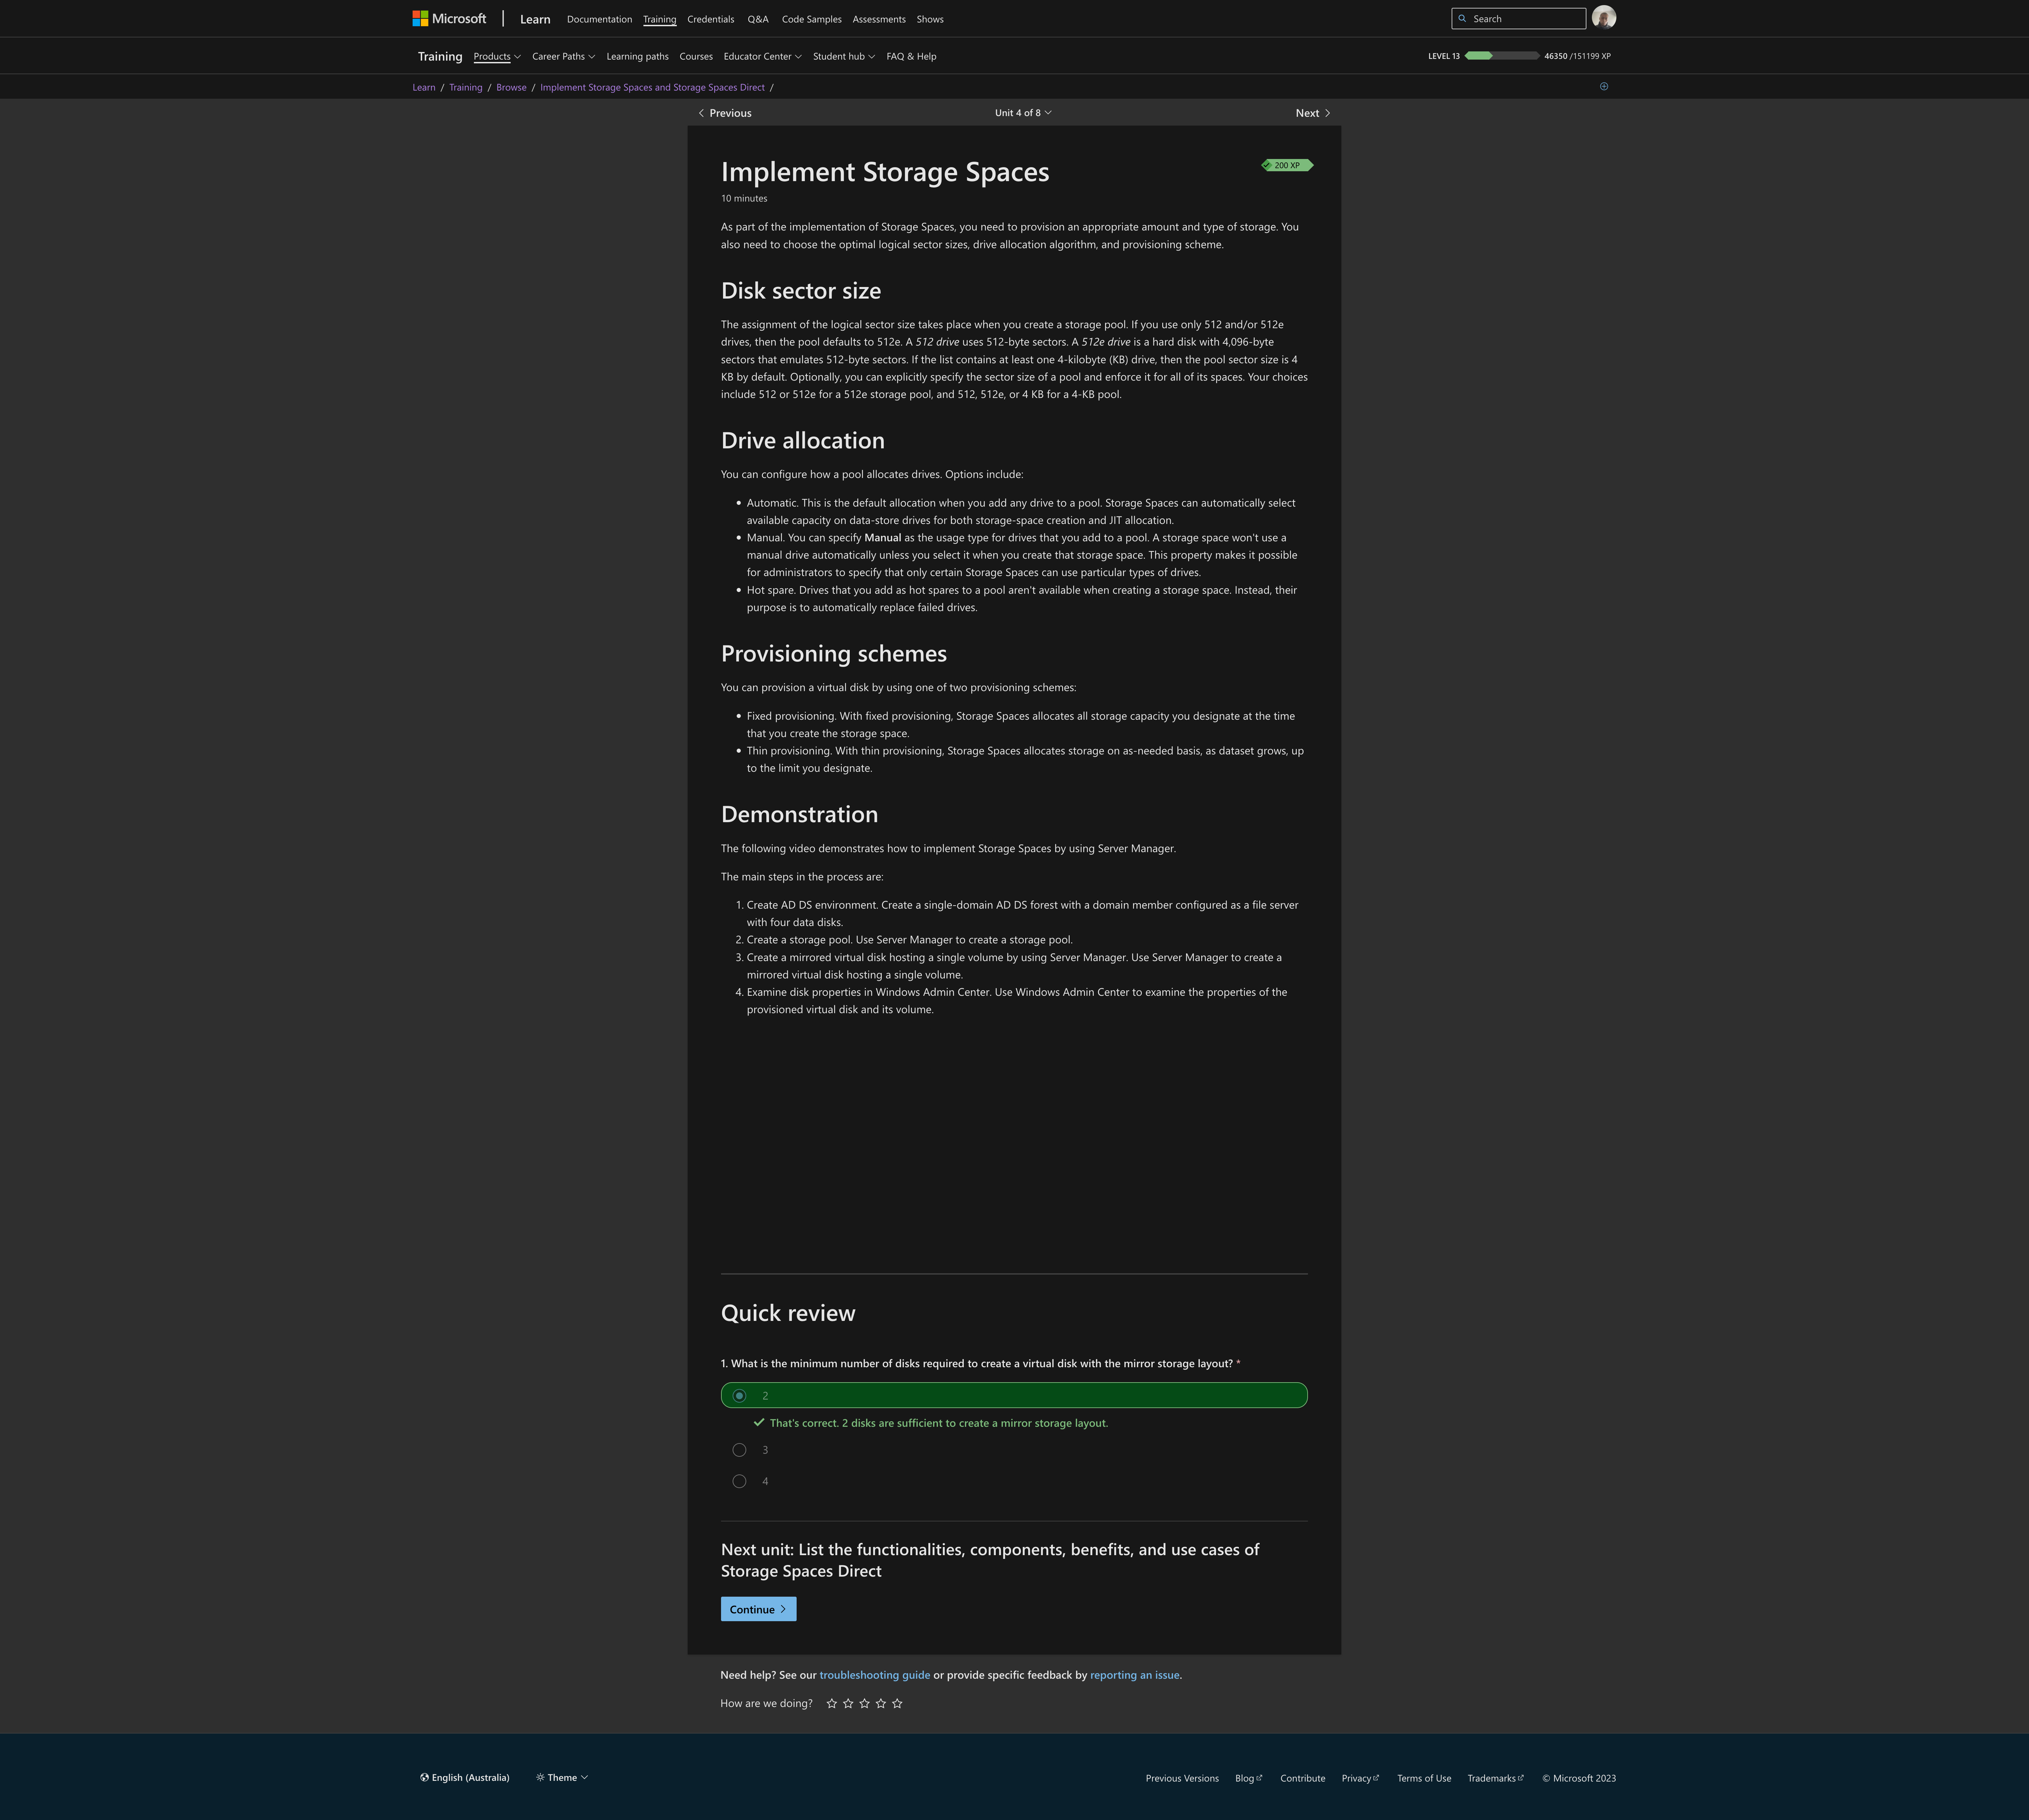 Microsoft
Learn
Documentation
Training
Credentials
Q&A
Code Samples
Assessments
Shows
Search
Training
Products
Career Paths
Learning paths
Courses
Educator Center
Student hub
FAQ & Help
LEVEL 13
46350 /151199 XP
Learn / Training / Browse / Implement Storage Spaces and Storage Spaces Direct /
Previous
Unit 4 of 8
Next
Implement Storage Spaces
200 XP
10 minutes
As part of the implementation of Storage Spaces, you need to provision an appropriate amount and type of storage. You
also need to choose the optimal logical sector sizes, drive allocation algorithm, and provisioning scheme.
Disk sector size
The assignment of the logical sector size takes place when you create a storage pool. If you use only 512 and/or 512e
drives, then the pool defaults to 512e. A 512 drive uses 512-byte sectors. A 512e drive is a hard disk with 4,096-byte
sectors that emulates 512-byte sectors. If the list contains at least one 4-kilobyte (KB) drive, then the pool sector size is 4
KB by default. Optionally, you can explicitly specify the sector size of a pool and enforce it for all of its spaces. Your choices
include 512 or 512e for a 512e storage pool, and 512, 512e, or 4 KB for a 4-KB pool.
Drive allocation
You can configure how a pool allocates drives. Options include:
• Automatic. This is the default allocation when you add any drive to a pool. Storage Spaces can automatically select
available capacity on data-store drives for both storage-space creation and JIT allocation.
• Manual. You can specify Manual as the usage type for drives that you add to a pool. A storage space won't use a
manual drive automatically unless you select it when you create that storage space. This property makes it possible
for administrators to specify that only certain Storage Spaces can use particular types of drives.
• Hot spare. Drives that you add as hot spares to a pool aren't available when creating a storage space. Instead, their
purpose is to automatically replace failed drives.
Provisioning schemes
You can provision a virtual disk by using one of two provisioning schemes:
• Fixed provisioning. With fixed provisioning, Storage Spaces allocates all storage capacity you designate at the time
that you create the storage space.
• Thin provisioning. With thin provisioning, Storage Spaces allocates storage on as-needed basis, as dataset grows, up
to the limit you designate.
Demonstration
The following video demonstrates how to implement Storage Spaces by using Server Manager.
The main steps in the process are:
1. Create AD DS environment. Create a single-domain AD DS forest with a domain member configured as a file server
with four data disks.
2. Create a storage pool. Use Server Manager to create a storage pool.
3. Create a mirrored virtual disk hosting a single volume by using Server Manager. Use Server Manager to create a
mirrored virtual disk hosting a single volume.
4. Examine disk properties in Windows Admin Center. Use Windows Admin Center to examine the properties of the
provisioned virtual disk and its volume.
Quick review
1. What is the minimum number of disks required to create a virtual disk with the mirror storage layout? *
2
That's correct. 2 disks are sufficient to create a mirror storage layout.
3
4
Next unit: List the functionalities, components, benefits, and use cases of
Storage Spaces Direct
Continue
Need help? See our troubleshooting guide or provide specific feedback by reporting an issue.
How are we doing?
English (Australia)
Theme
Previous Versions
Blog
Contribute
Privacy
Terms of Use
Trademarks
© Microsoft 2023